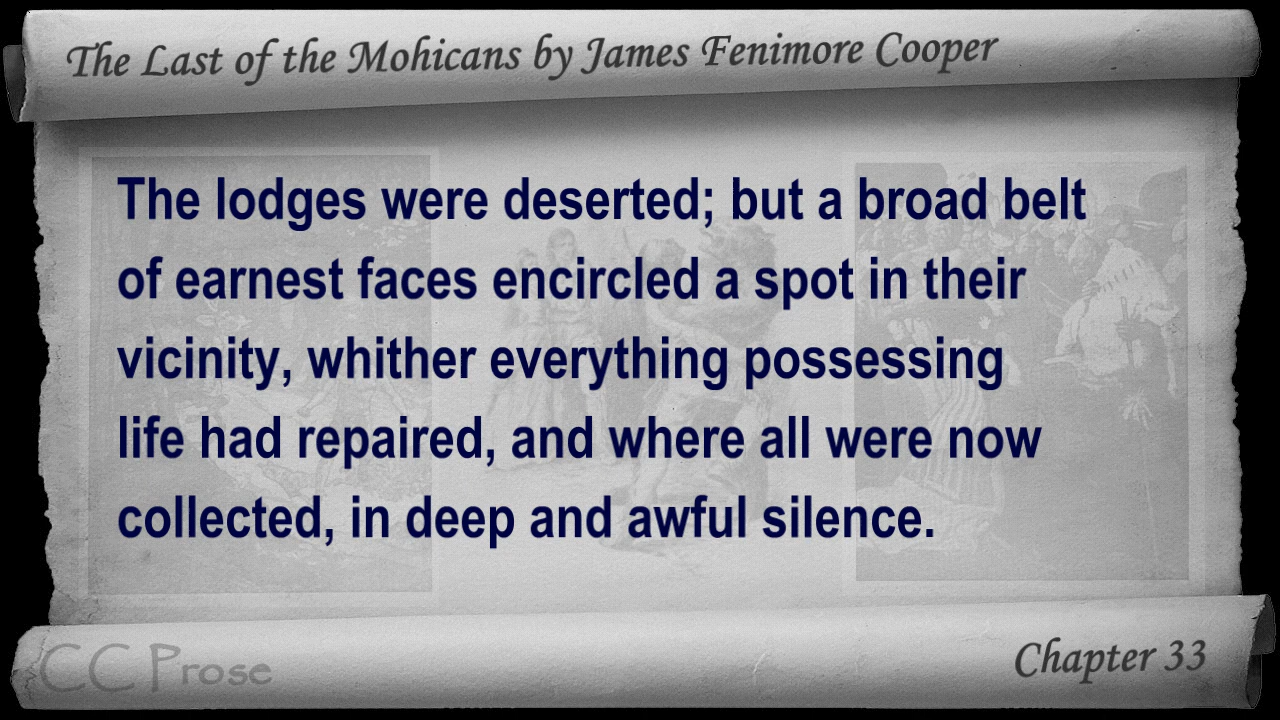 The Last of the Mohicans by James Fenimore Cooper
The lodges were deserted; but a broad belt
of earnest faces encircled a spot in their
vicinity, whither everything possessing
life had repaired, and where all were now
collected, in deep and awful silence.
CC Prose
Chapter 33